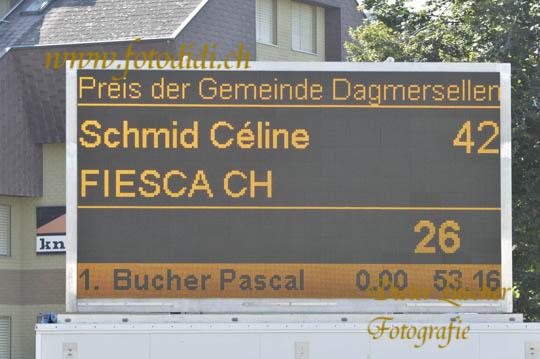 www.fotodidi.ch
Preis der Gemeinde Dagmersellen
Schmid Céline 42
FIESCA CH
26
kn
1. Bucher Pascal 0.00 53.16
Fotografie